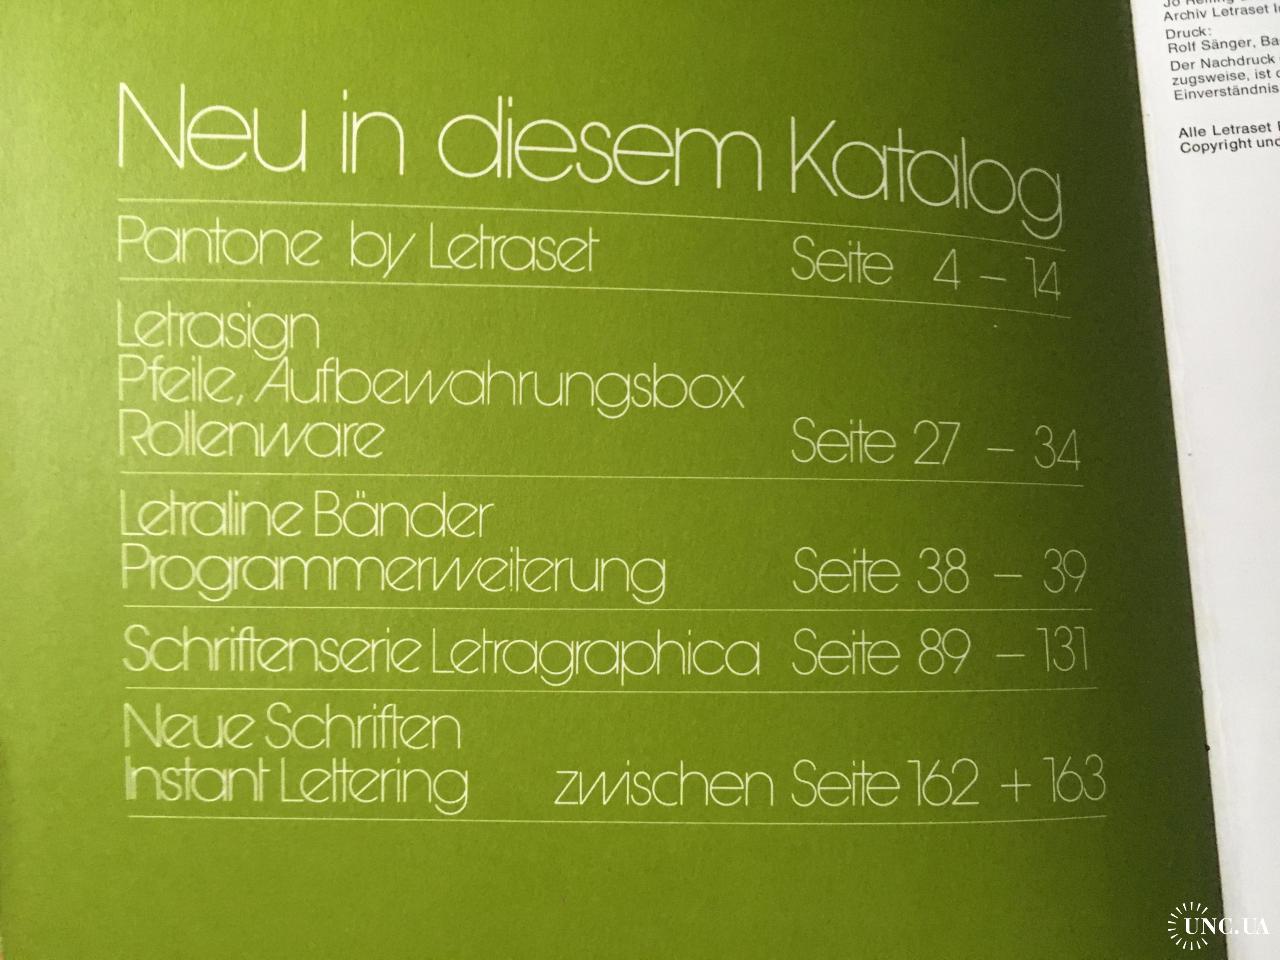 Neu in diesem Katalog
Pantone by Letraset Seite 4 – 14
Letrasign
Pfeile, Aufbewahrungsbox
Rollenware Seite 27 – 34
Letraline Bänder
Programmerweiterung Seite 38 – 39
Schriftenserie Letragraphica Seite 89 – 131
Neue Schriften
Instant Lettering zwischen Seite 162 + 163
Archiv Letraset
Druck:
Rolf Sänger,
Der Nachdruck
zugsweise, ist
Einverständnis
Alle Letraset
Copyright
UNC.UA